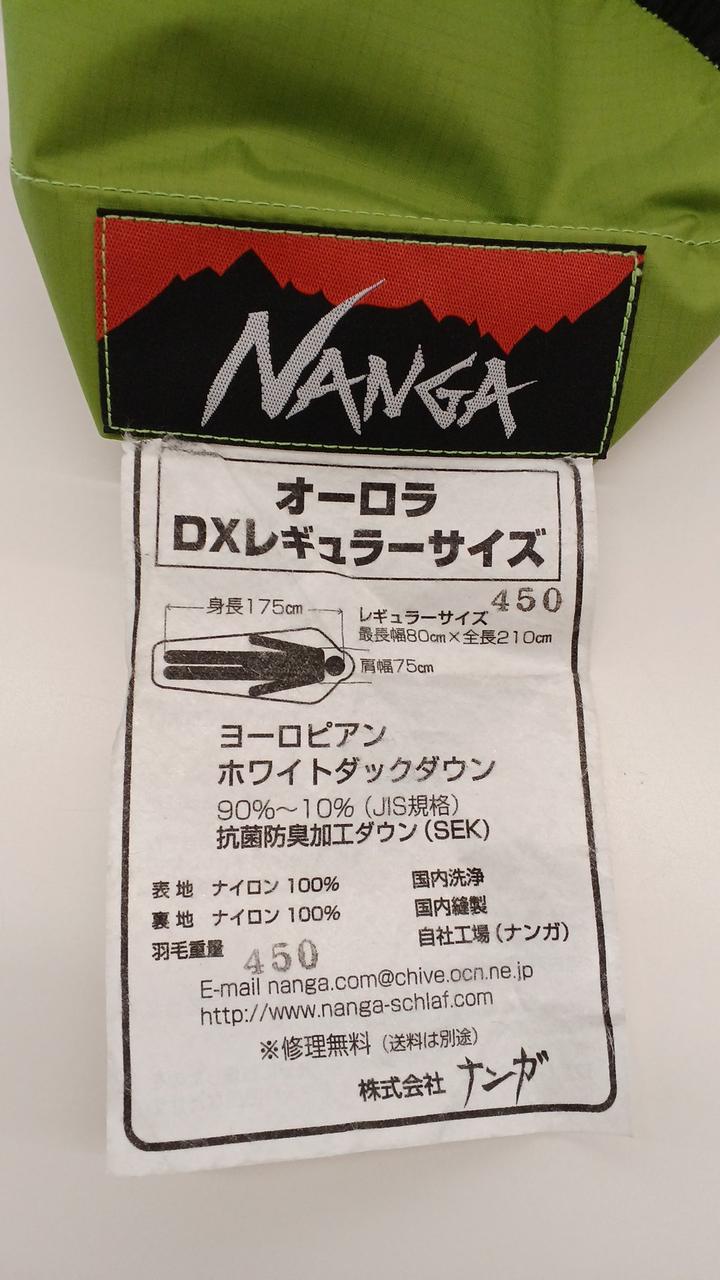 NANGA
オーロラ
DXレギュラーサイズ
450
身長175cm
レギュラーサイズ
最長幅80cm×全長210cm
肩幅75cm
ヨーロピアン
ホワイトダックダウン
90%〜10%(JIS規格)
抗菌防臭加工ダウン(SEK)
表地 ナイロン 100% 国内洗浄
裏地 ナイロン 100% 国内縫製
羽毛重量 450 自社工場(ナンガ)
E-mail nanga.com@chive.ocn.ne.jp
http://www.nanga-schlaf.com
※修理無料(送料は別途)
株式会社 ナンガ